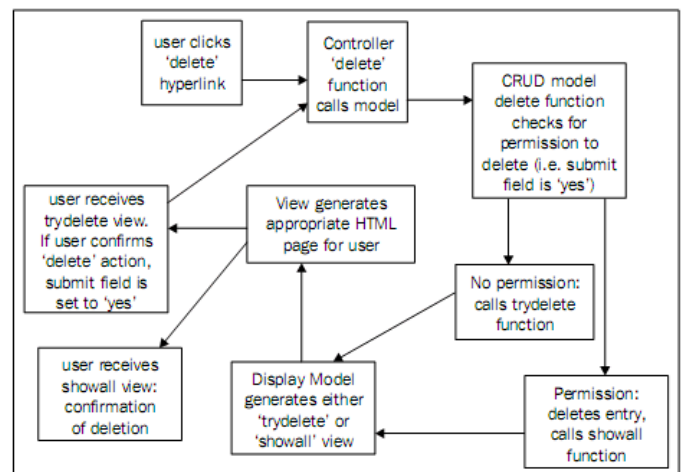 user clicks
‘delete’
hyperlink
Controller
‘delete’
function
calls model
CRUD model
delete function
checks for
permission to
delete (i.e. submit
field is ‘yes’)
user receives
trydelete view.
If user confirms
‘delete’ action,
submit field is
set to ‘yes’
View generates
appropriate HTML
page for user
No permission:
calls trydelete
function
user receives
showall view:
confirmation
of deletion
Display Model
generates either
‘trydelete’ or
‘showall’ view
Permission:
deletes entry,
calls showall
function